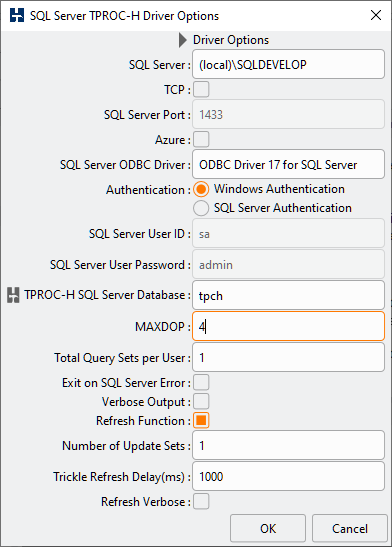 SQL Server TPROC-H Driver Options
Driver Options
SQL Server : (local)\SQLDEVELOP
TCP :
SQL Server Port : 1433
Azure :
SQL Server ODBC Driver : ODBC Driver 17 for SQL Server
Authentication : Windows Authentication
SQL Server Authentication
SQL Server User ID : sa
SQL Server User Password : admin
TPROC-H SQL Server Database : tpch
MAXDOP : 4
Total Query Sets per User : 1
Exit on SQL Server Error :
Verbose Output :
Refresh Function :
Number of Update Sets : 1
Trickle Refresh Delay(ms) : 1000
Refresh Verbose :
OK Cancel